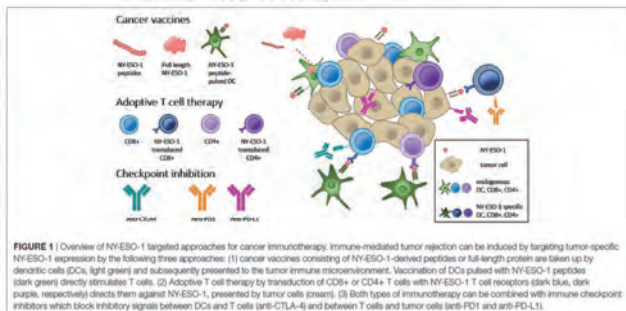 Cancer vaccines
NY-ESO-1
peptides
Full length
NY-ESO-1
NY-ESO-1
peptide-
pulsed DC
Adoptive T cell therapy
CD8+
NY-ESO-1
transduced
CD8+
CD4+
NY-ESO-1
transduced
CD4+
Checkpoint inhibition
anti-CTLA4
anti-PD1
anti-PD-L1
NY-ESO-1
tumor cell
endogenous
DC, CD8+, CD4+
NY-ESO-1 specific
DC, CD8+, CD4+
FIGURE 1 | Overview of NY-ESO-1 targeted approaches for cancer immunotherapy. Immune-mediated tumor rejection can be induced by targeting tumor-specific
NY-ESO-1 expression by the following three approaches: (1) cancer vaccines consisting of NY-ESO-1-derived peptides or full-length protein are taken up by
dendritic cells (DCs, light green) and subsequently presented to the tumor immune microenvironment. Vaccination of DCs pulsed with NY-ESO-1 peptides
(dark green) directly stimulates T cells. (2) Adoptive T cell therapy by transduction of CD8+ or CD4+ T cells with NY-ESO-1 T cell receptors (dark blue, dark
purple, respectively) directs them against NY-ESO-1, presented by tumor cells (cream). (3) Both types of immunotherapy can be combined with immune checkpoint
inhibitors which block inhibitory signals between DCs and T cells (anti-CTLA-4) and between T cells and tumor cells (anti-PD1 and anti-PD-L1).